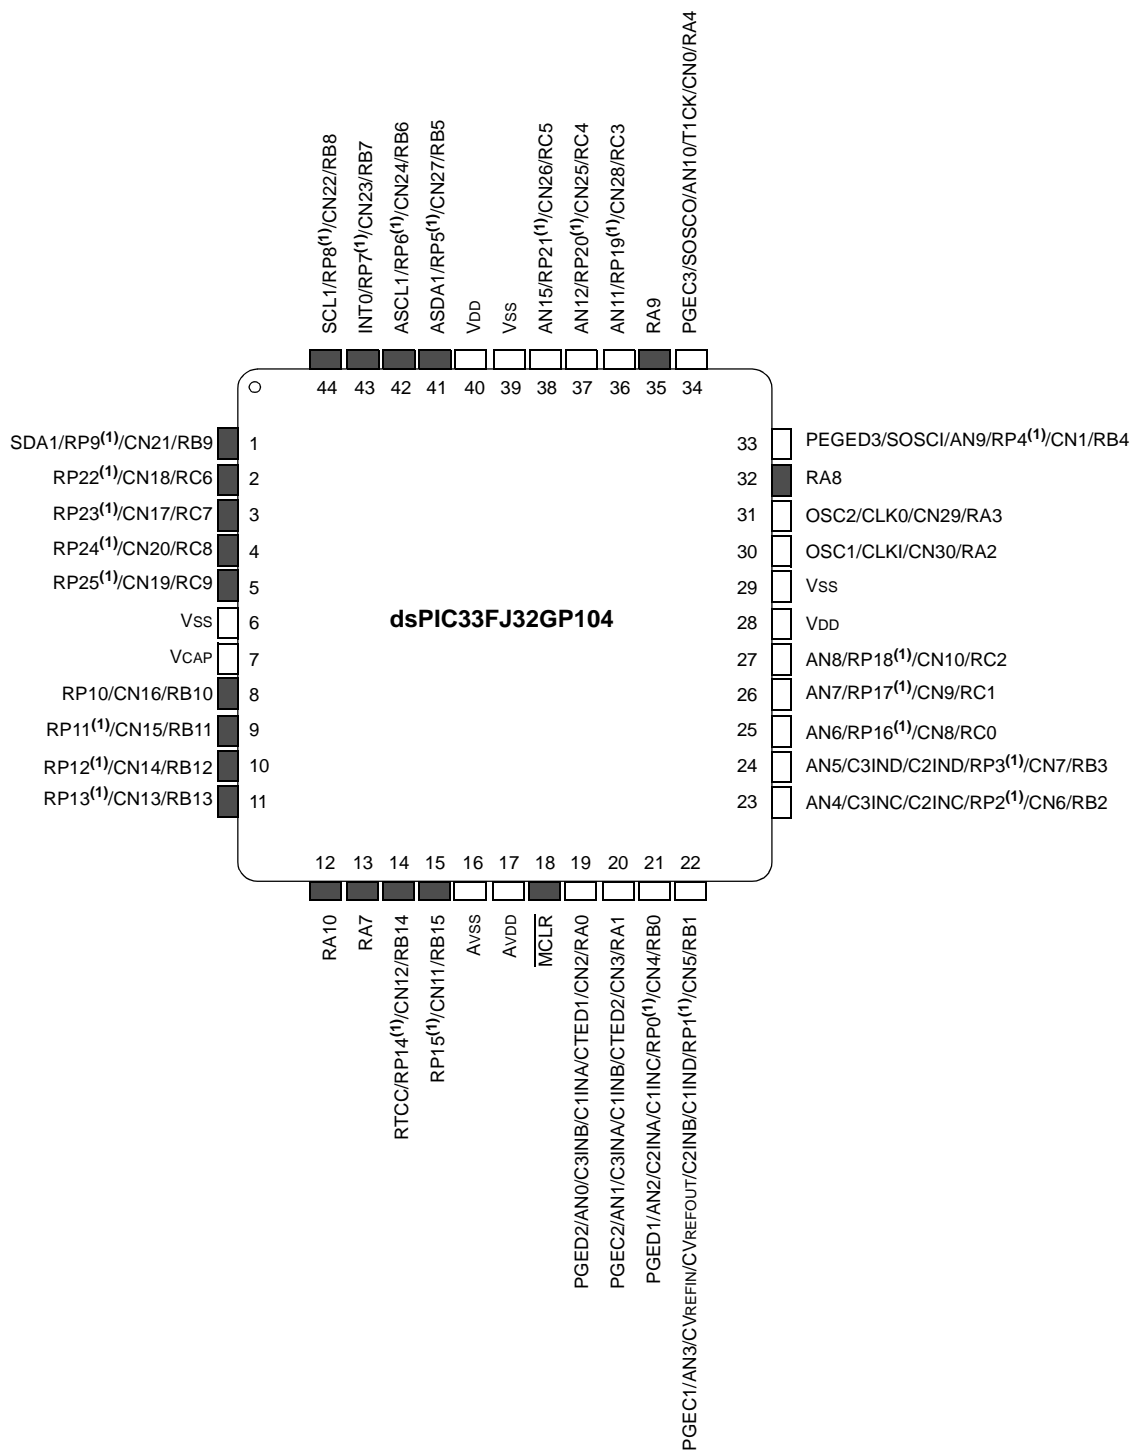 SCL1/RP8(1)/CN22/RB8
INT0/RP7(1)/CN23/RB7
ASCL1/RP6(1)/CN24/RB6
ASDA1/RP5(1)/CN27/RB5
VDD
VSS
AN15/RP21(1)/CN26/RC5
AN12/RP20(1)/CN25/RC4
AN11/RP19(1)/CN28/RC3
RA9
PGEC3/SOSCO/AN10/T1CK/CN0/RA4
44 43 42 41 40 39 38 37 36 35 34
SDA1/RP9(1)/CN21/RB9 1
RP22(1)/CN18/RC6 2
RP23(1)/CN17/RC7 3
RP24(1)/CN20/RC8 4
RP25(1)/CN19/RC9 5
VSS 6
VCAP 7
RP10/CN16/RB10 8
RP11(1)/CN15/RB11 9
RP12(1)/CN14/RB12 10
RP13(1)/CN13/RB13 11
dsPIC33FJ32GP104
33 PEGED3/SOSCI/AN9/RP4(1)/CN1/RB4
32 RA8
31 OSC2/CLK0/CN29/RA3
30 OSC1/CLKI/CN30/RA2
29 VSS
28 VDD
27 AN8/RP18(1)/CN10/RC2
26 AN7/RP17(1)/CN9/RC1
25 AN6/RP16(1)/CN8/RC0
24 AN5/C3IND/C2IND/RP3(1)/CN7/RB3
23 AN4/C3INC/C2INC/RP2(1)/CN6/RB2
12 13 14 15 16 17 18 19 20 21 22
RA10
RA7
RTCC/RP14(1)/CN12/RB14
RP15(1)/CN11/RB15
AVSS
AVDD
MCLR
PGED2/AN0/C3INB/C1INA/CTED1/CN2/RA0
PGEC2/AN1/C3INA/C1INB/CTED2/CN3/RA1
PGED1/AN2/C2INA/C1INC/RP0(1)/CN4/RB0
PGEC1/AN3/CVREFIN/CVREFOUT/C2INB/C1IND/RP1(1)/CN5/RB1